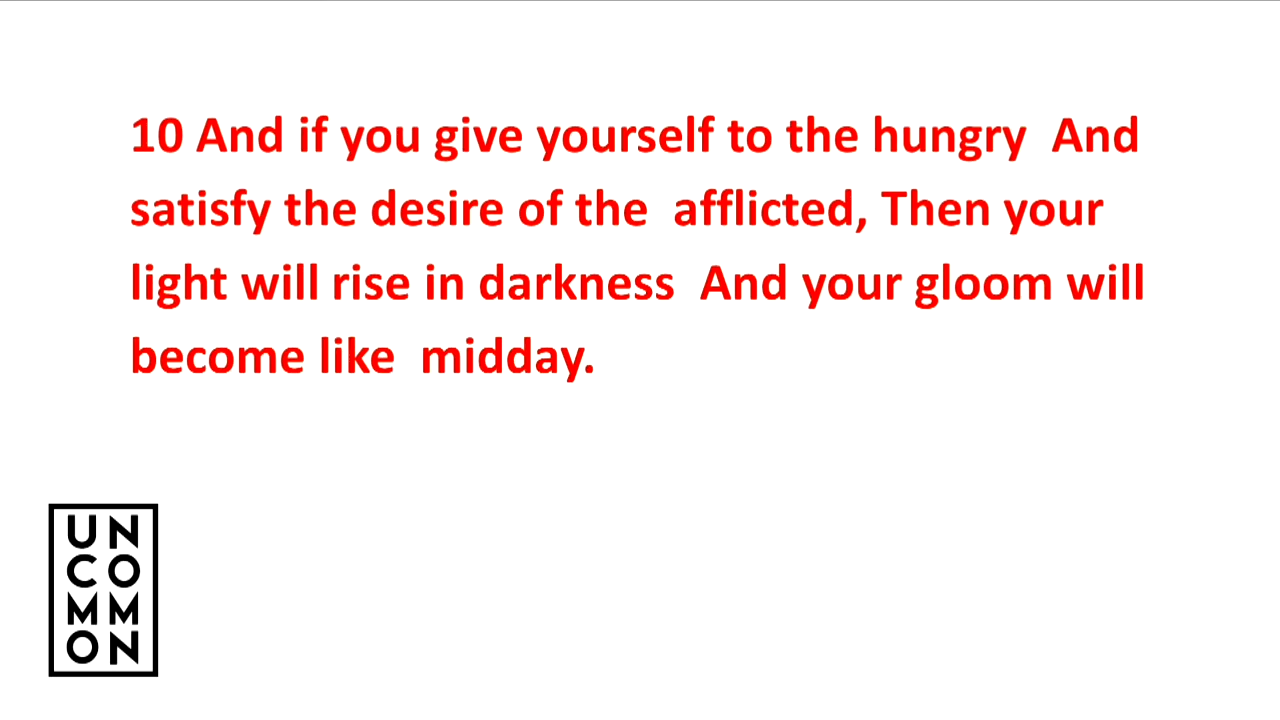 10 And if you give yourself to the hungry  And
satisfy the desire of the  afflicted, Then your
light will rise in darkness  And your gloom will
become like  midday.
UN
CO
MM
ON